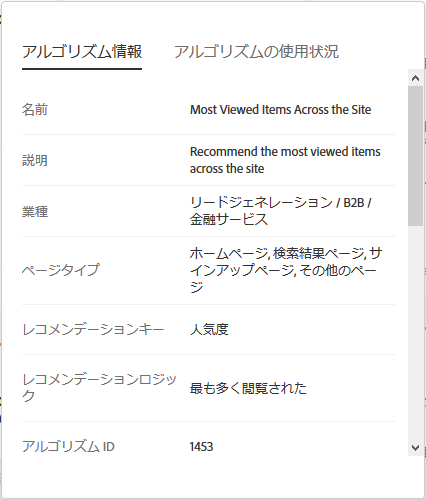 アルゴリズム情報 アルゴリズムの使用状況
名前 Most Viewed Items Across the Site
説明 Recommend the most viewed items
across the site
業種 リードジェネレーション / B2B /
金融サービス
ページタイプ ホームページ, 検索結果ページ, サ
インアップページ, その他のペー
ジ
レコメンデーションキー 人気度
レコメンデーションロジッ
ク
最も多く閲覧された
アルゴリズム ID 1453